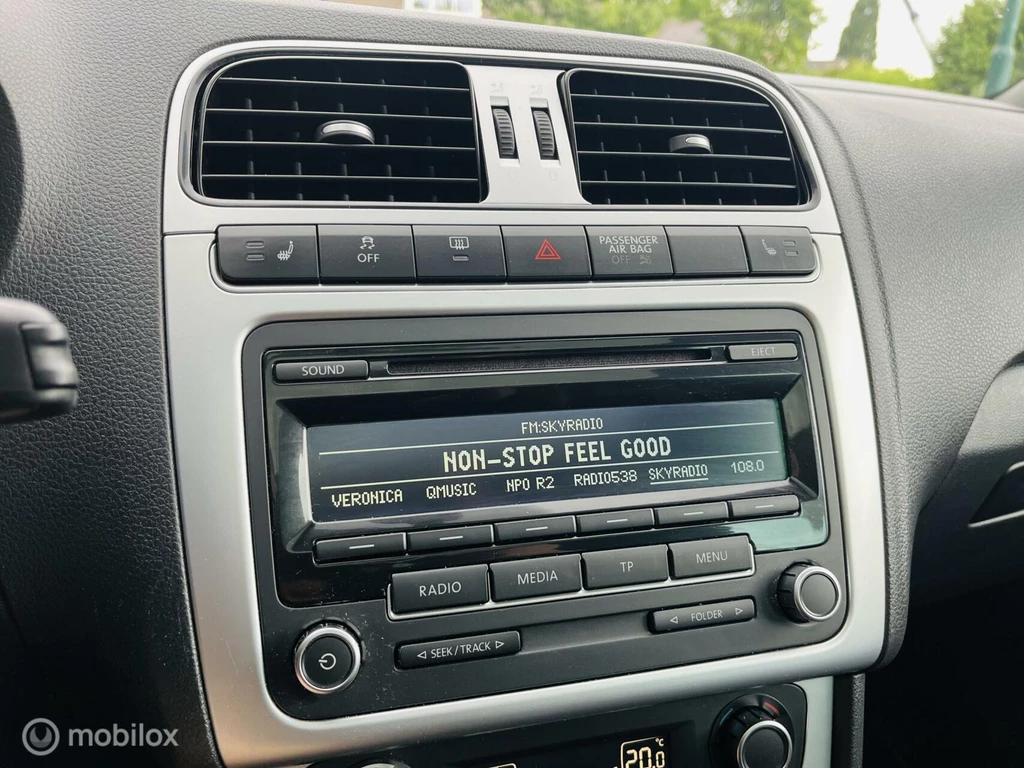 OFF
PASSENGER
AIR BAG
OFF
SOUND
EJECT
FM:SKYRADIO
NON-STOP FEEL GOOD
VERONICA QMUSIC NPO R2 RADIO538 SKYRADIO 108.0
RADIO MEDIA TP MENU
◁ SEEK/TRACK ▷
◁ FOLDER ▷
20.0 °C
mobilox